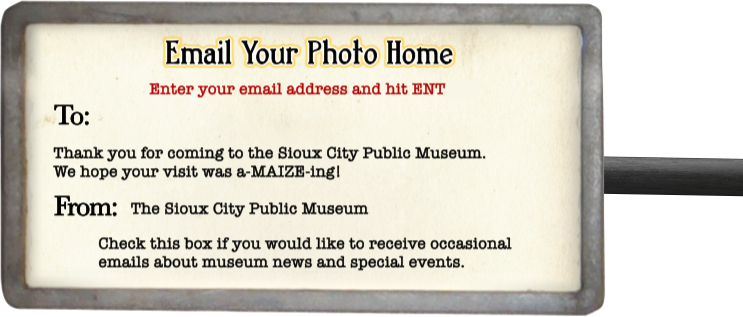 Email Your Photo Home
Enter your email address and hit ENT
To:
Thank you for coming to the Sioux City Public Museum.
We hope your visit was a-MAIZE-ing!
From: The Sioux City Public Museum
Check this box if you would like to receive occasional
emails about museum news and special events.